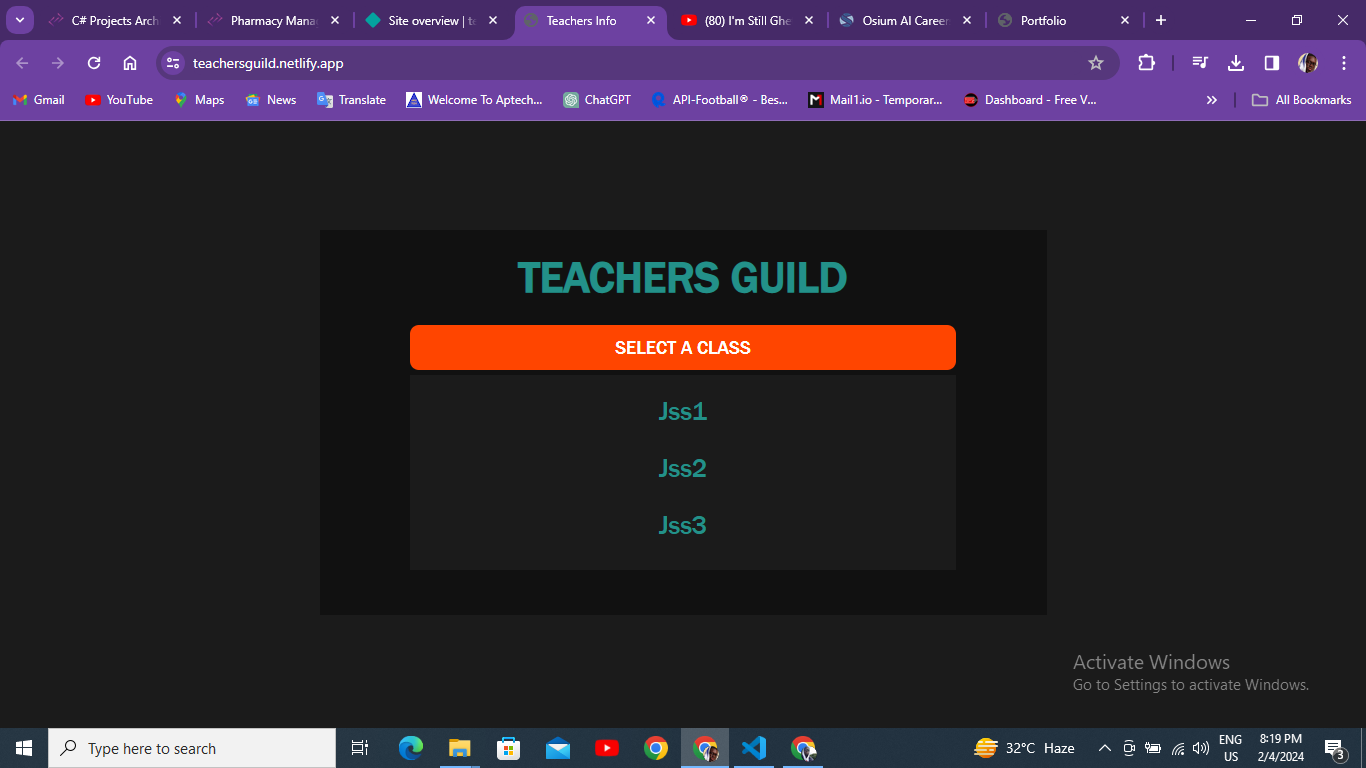 C# Projects Arch
Pharmacy Mana
Site overview | te
Teachers Info
(80) I'm Still Ghe
Osium AI Career
Portfolio
teachersguild.netlify.app
Gmail
YouTube
Maps
News
Translate
Welcome To Aptech...
ChatGPT
API-Football® - Bes...
Mail1.io - Temporar...
Dashboard - Free V...
All Bookmarks
TEACHERS GUILD
SELECT A CLASS
Jss1
Jss2
Jss3
Activate Windows
Go to Settings to activate Windows.
Type here to search
32°C Haze
ENG
US
8:19 PM
2/4/2024
3